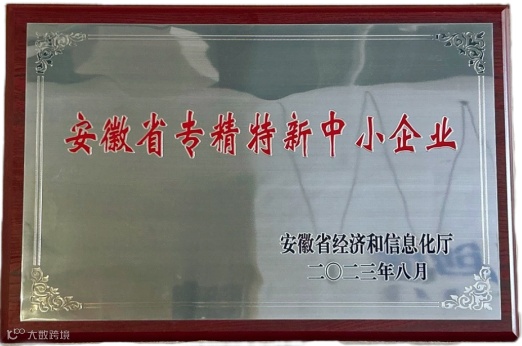 安徽省专精特新中小企业
安徽省经济和信息化厅
二〇二三年八月
大数跨境